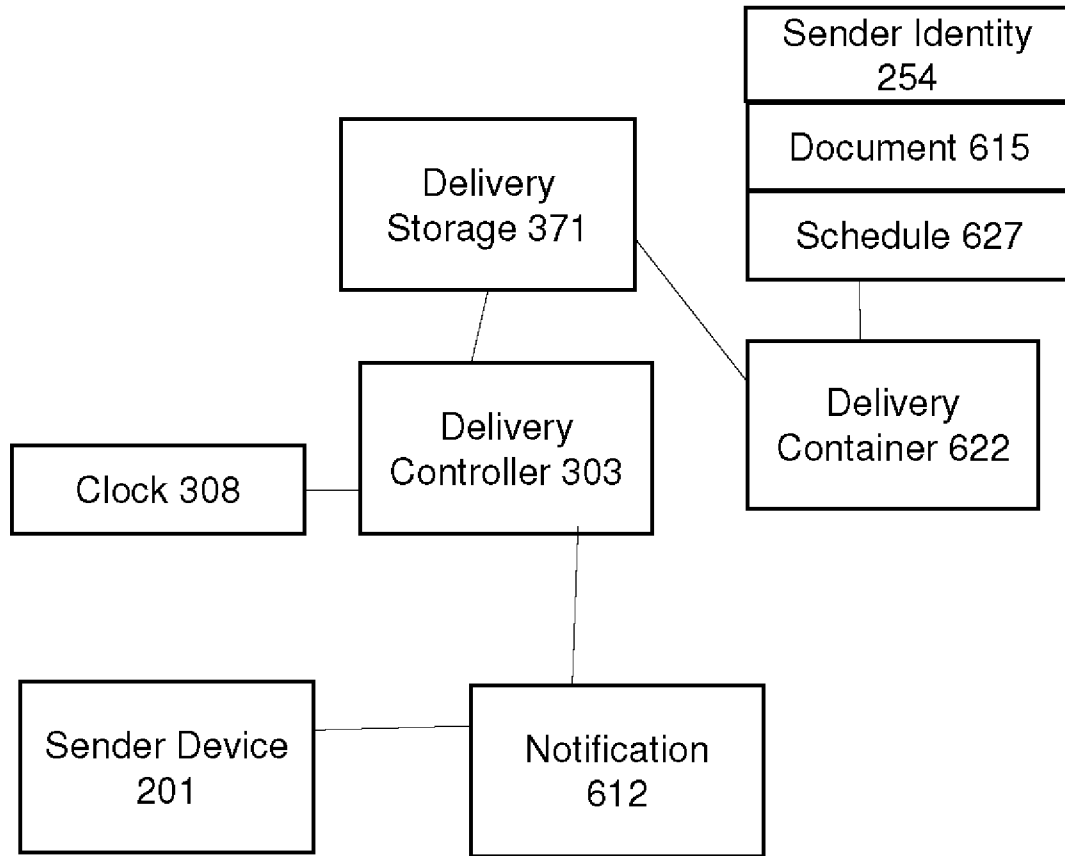 Sender Identity
254
Document 615
Schedule 627
Delivery
Storage 371
Delivery
Container 622
Delivery
Controller 303
Clock 308
Sender Device
201
Notification
612